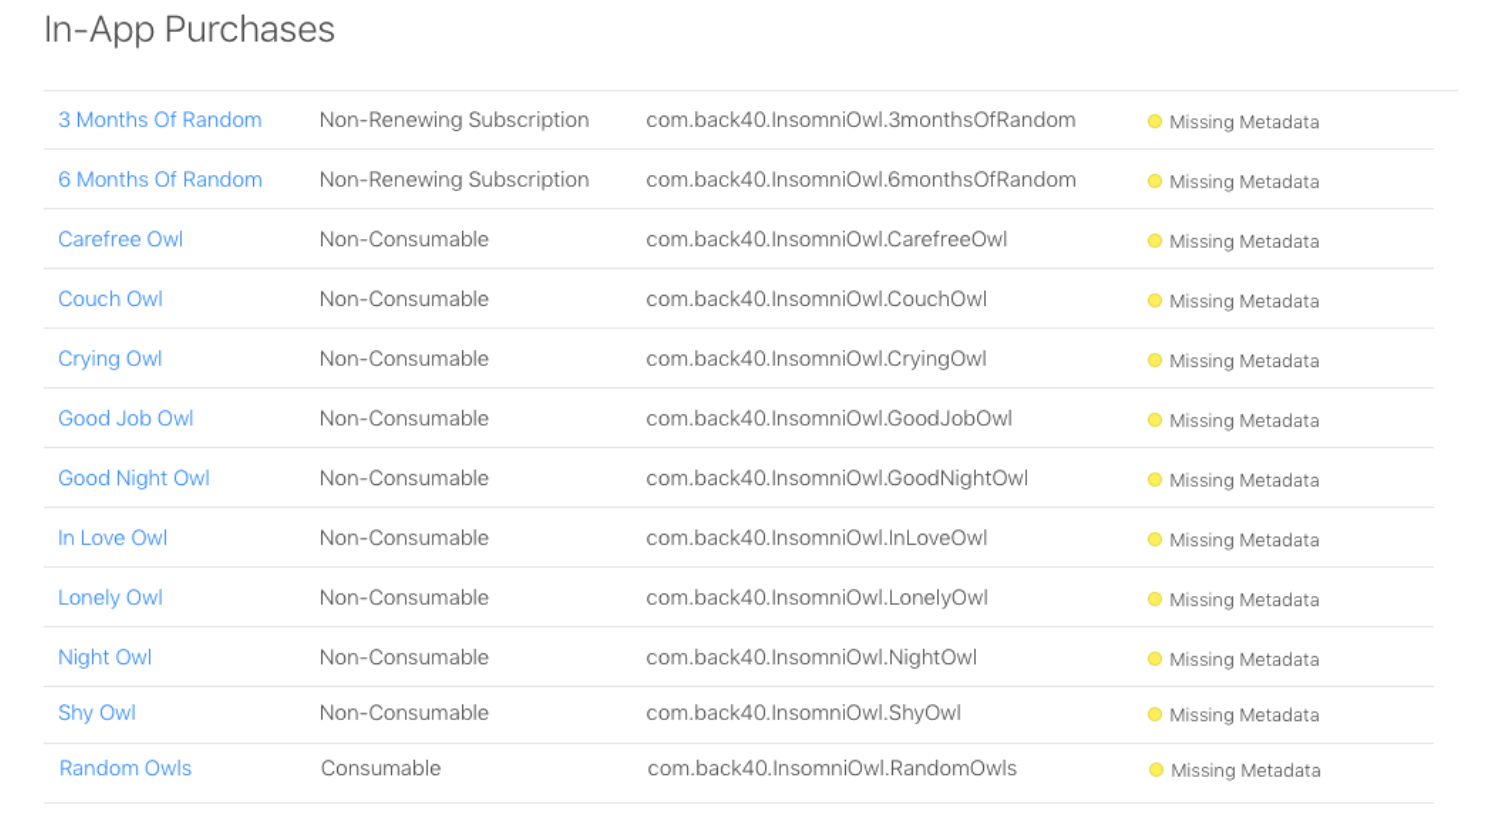 In-App Purchases
3 Months Of Random Non-Renewing Subscription com.back40.InsomniOwl.3monthsOfRandom Missing Metadata
6 Months Of Random Non-Renewing Subscription com.back40.InsomniOwl.6monthsOfRandom Missing Metadata
Carefree Owl Non-Consumable com.back40.InsomniOwl.CarefreeOwl Missing Metadata
Couch Owl Non-Consumable com.back40.InsomniOwl.CouchOwl Missing Metadata
Crying Owl Non-Consumable com.back40.InsomniOwl.CryingOwl Missing Metadata
Good Job Owl Non-Consumable com.back40.InsomniOwl.GoodJobOwl Missing Metadata
Good Night Owl Non-Consumable com.back40.InsomniOwl.GoodNightOwl Missing Metadata
In Love Owl Non-Consumable com.back40.InsomniOwl.InLoveOwl Missing Metadata
Lonely Owl Non-Consumable com.back40.InsomniOwl.LonelyOwl Missing Metadata
Night Owl Non-Consumable com.back40.InsomniOwl.NightOwl Missing Metadata
Shy Owl Non-Consumable com.back40.InsomniOwl.ShyOwl Missing Metadata
Random Owls Consumable com.back40.InsomniOwl.RandomOwls Missing Metadata